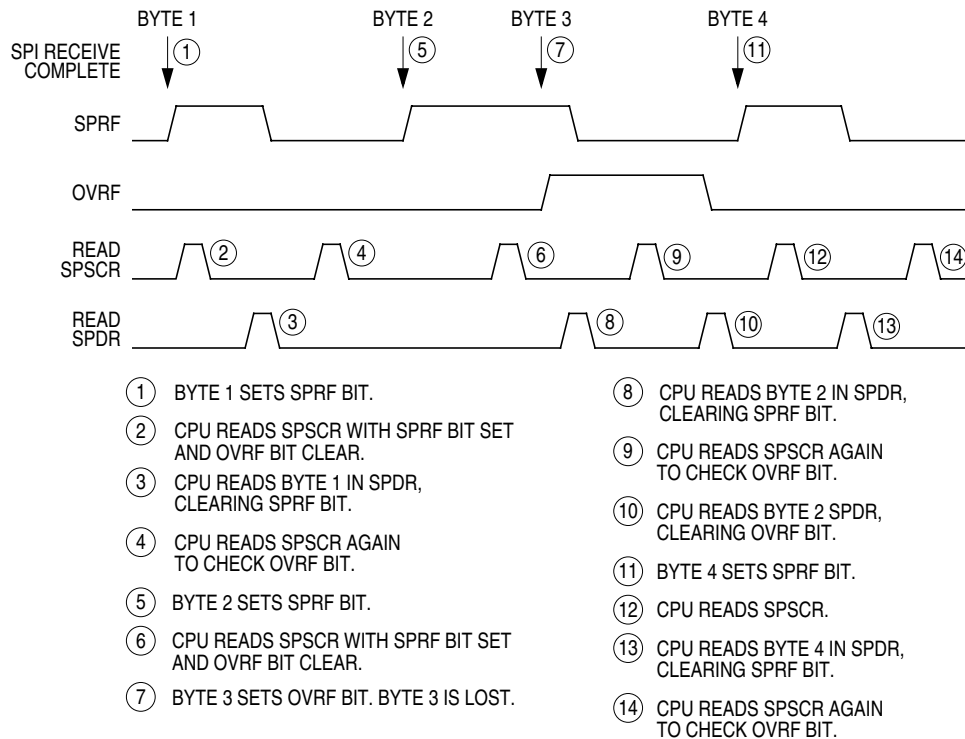 BYTE 1 BYTE 2 BYTE 3 BYTE 4
SPI RECEIVE 1 5 7 11
COMPLETE
SPRF
OVRF
READ
SPSCR 2 4 6 9 12 14
READ
SPDR 3 8 10 13
1 BYTE 1 SETS SPRF BIT.
2 CPU READS SPSCR WITH SPRF BIT SET
AND OVRF BIT CLEAR.
3 CPU READS BYTE 1 IN SPDR,
CLEARING SPRF BIT.
4 CPU READS SPSCR AGAIN
TO CHECK OVRF BIT.
5 BYTE 2 SETS SPRF BIT.
6 CPU READS SPSCR WITH SPRF BIT SET
AND OVRF BIT CLEAR.
7 BYTE 3 SETS OVRF BIT. BYTE 3 IS LOST.
8 CPU READS BYTE 2 IN SPDR,
CLEARING SPRF BIT.
9 CPU READS SPSCR AGAIN
TO CHECK OVRF BIT.
10 CPU READS BYTE 2 SPDR,
CLEARING OVRF BIT.
11 BYTE 4 SETS SPRF BIT.
12 CPU READS SPSCR.
13 CPU READS BYTE 4 IN SPDR,
CLEARING SPRF BIT.
14 CPU READS SPSCR AGAIN
TO CHECK OVRF BIT.